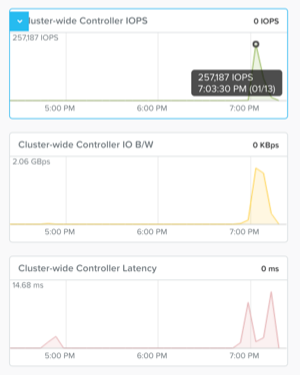 luster-wide Controller IOPS 0 IOPS
257,187 IOPS
257,187 IOPS
7:03:30 PM (01/13)
5:00 PM 6:00 PM 7:00 PM
Cluster-wide Controller IO B/W 0 KBps
2.06 GBps
5:00 PM 6:00 PM 7:00 PM
Cluster-wide Controller Latency 0 ms
14.68 ms
5:00 PM 6:00 PM 7:00 PM